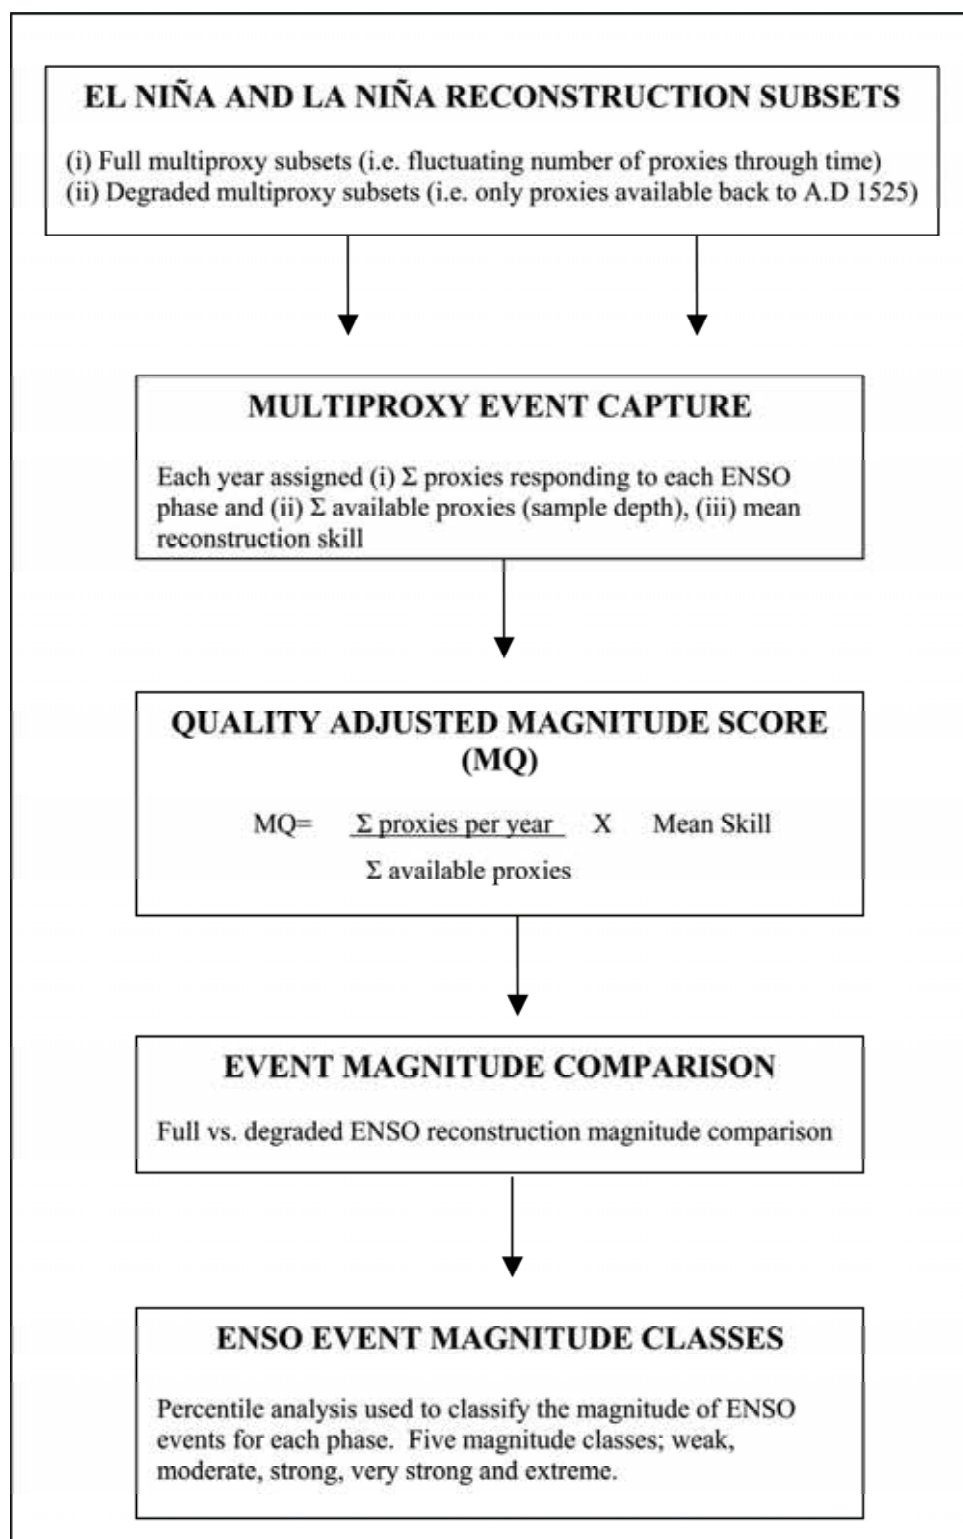 EL NIÑA AND LA NIÑA RECONSTRUCTION SUBSETS
(i) Full multiproxy subsets (i.e. fluctuating number of proxies through time)
(ii) Degraded multiproxy subsets (i.e. only proxies available back to A.D 1525)
MULTIPROXY EVENT CAPTURE
Each year assigned (i) Σ proxies responding to each ENSO
phase and (ii) Σ available proxies (sample depth), (iii) mean
reconstruction skill
QUALITY ADJUSTED MAGNITUDE SCORE
(MQ)
MQ= Σ proxies per year X Mean Skill
Σ available proxies
EVENT MAGNITUDE COMPARISON
Full vs. degraded ENSO reconstruction magnitude comparison
ENSO EVENT MAGNITUDE CLASSES
Percentile analysis used to classify the magnitude of ENSO
events for each phase.  Five magnitude classes; weak,
moderate, strong, very strong and extreme.